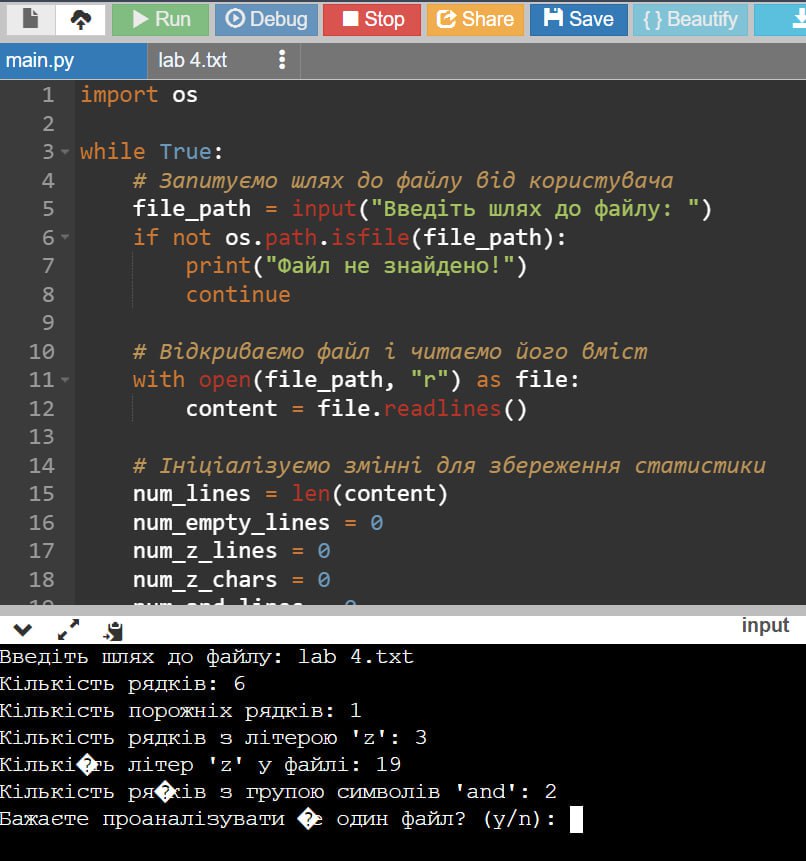 Run Debug Stop Share Save { } Beautify
main.py lab 4.txt
1 import os
2
3 while True:
4 # Запитуємо шлях до файлу від користувача
5 file_path = input("Введіть шлях до файлу: ")
6 if not os.path.isfile(file_path):
7 print("Файл не знайдено!")
8 continue
9
10 # Відкриваємо файл і читаємо його вміст
11 with open(file_path, "r") as file:
12 content = file.readlines()
13
14 # Ініціалізуємо змінні для збереження статистики
15 num_lines = len(content)
16 num_empty_lines = 0
17 num_z_lines = 0
18 num_z_chars = 0
19 num_and_lines = 0
input
Введіть шлях до файлу: lab 4.txt
Кількість рядків: 6
Кількість порожніх рядків: 1
Кількість рядків з літерою 'z': 3
Кількі�ть літер 'z' у файлі: 19
Кількість ря�ків з групою символів 'and': 2
Бажаєте проаналізувати �е один файл? (y/n):